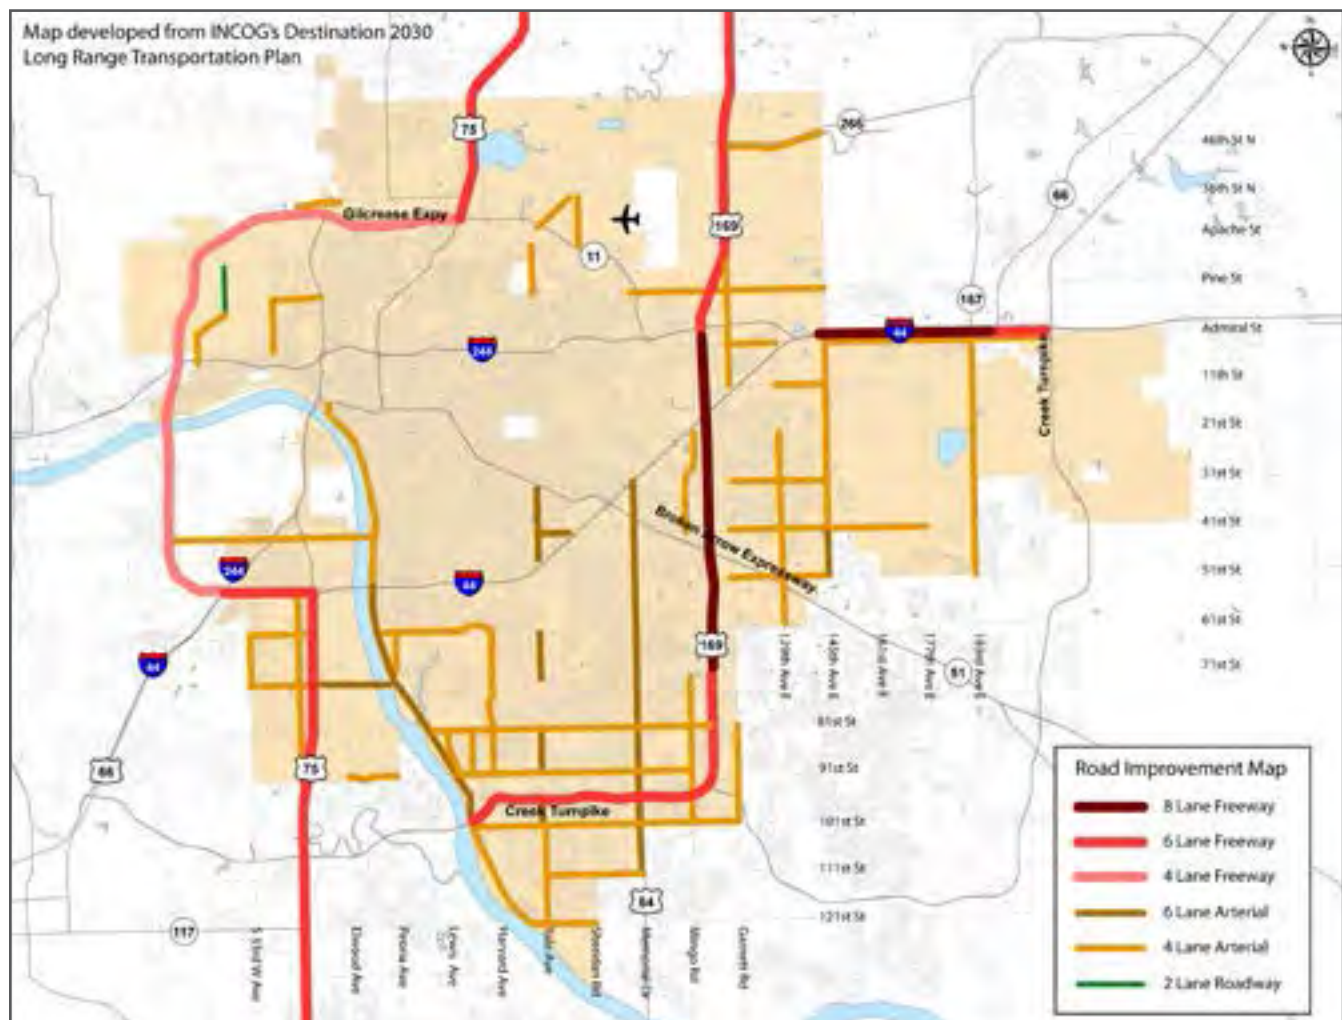 Map developed from INCOG's Destination 2030
Long Range Transportation Plan
75
266
46th St N
36th St N
66
Gilcrease Expy
169
Apache St
11
Pine St
167
Admiral St
44
244
11th St
Creek Turnpike
21st St
31st St
Broken Arrow Expressway
41st St
244
44
51st St
61st St
169
44
71st St
129th Ave E
145th Ave E
161st Ave E
177th Ave E
193rd Ave E
51
81st St
66
75
91st St
Creek Turnpike
101st St
111th St
64
121st St
117
S 33rd W Ave
Elwood Ave
Peoria Ave
Lewis Ave
Harvard Ave
Yale Ave
Sheridan Rd
Memorial Dr
Mingo Rd
Garnett Rd
Road Improvement Map
8 Lane Freeway
6 Lane Freeway
4 Lane Freeway
6 Lane Arterial
4 Lane Arterial
2 Lane Roadway